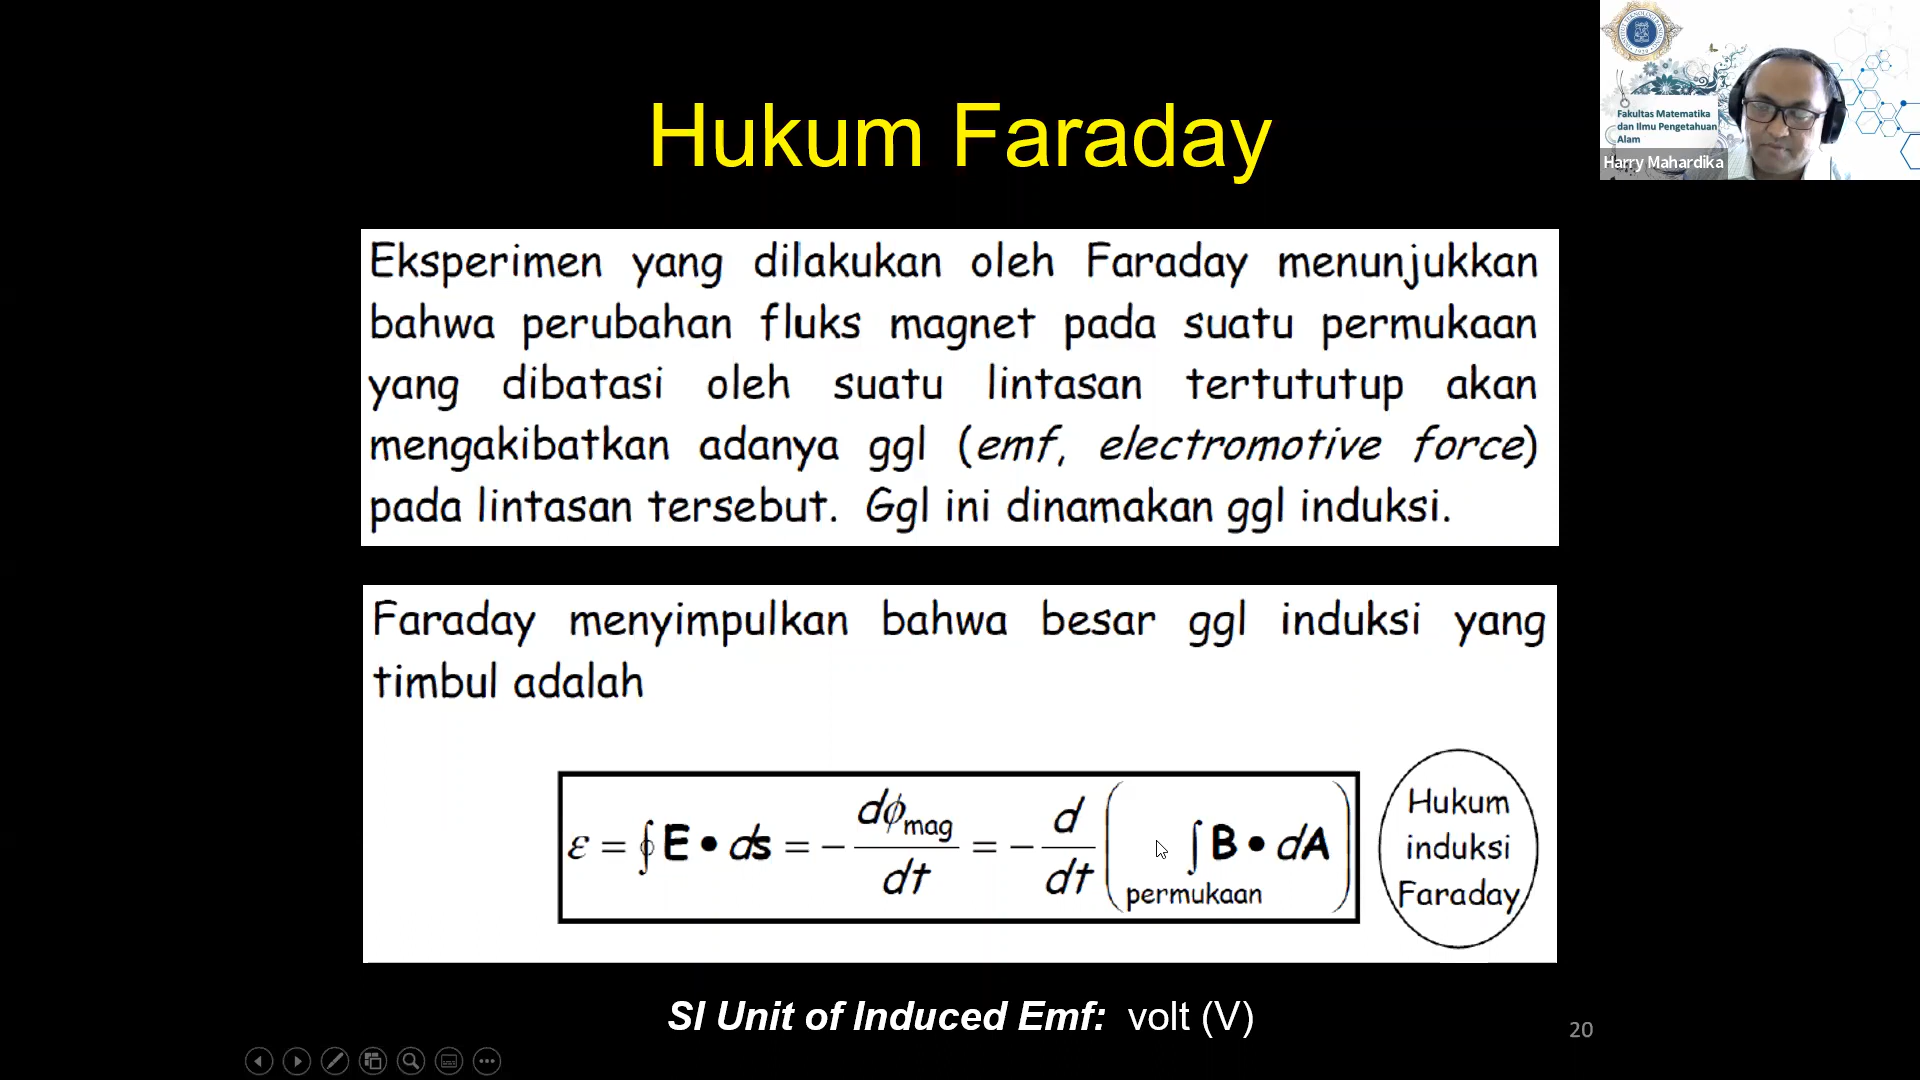 Hukum Faraday
Fakultas Matematika
dan Ilmu Pengetahuan
Alam
Harry Mahardika
Eksperimen yang dilakukan oleh Faraday menunjukkan
bahwa perubahan fluks magnet pada suatu permukaan
yang dibatasi oleh suatu lintasan tertututup akan
mengakibatkan adanya ggl (emf, electromotive force)
pada lintasan tersebut. Ggl ini dinamakan ggl induksi.
Faraday menyimpulkan bahwa besar ggl induksi yang
timbul adalah
ε = ∮ E • ds = − dϕmag/dt = − d/dt ( ∫permukaan B • dA )
Hukum
induksi
Faraday
SI Unit of Induced Emf: volt (V)
20